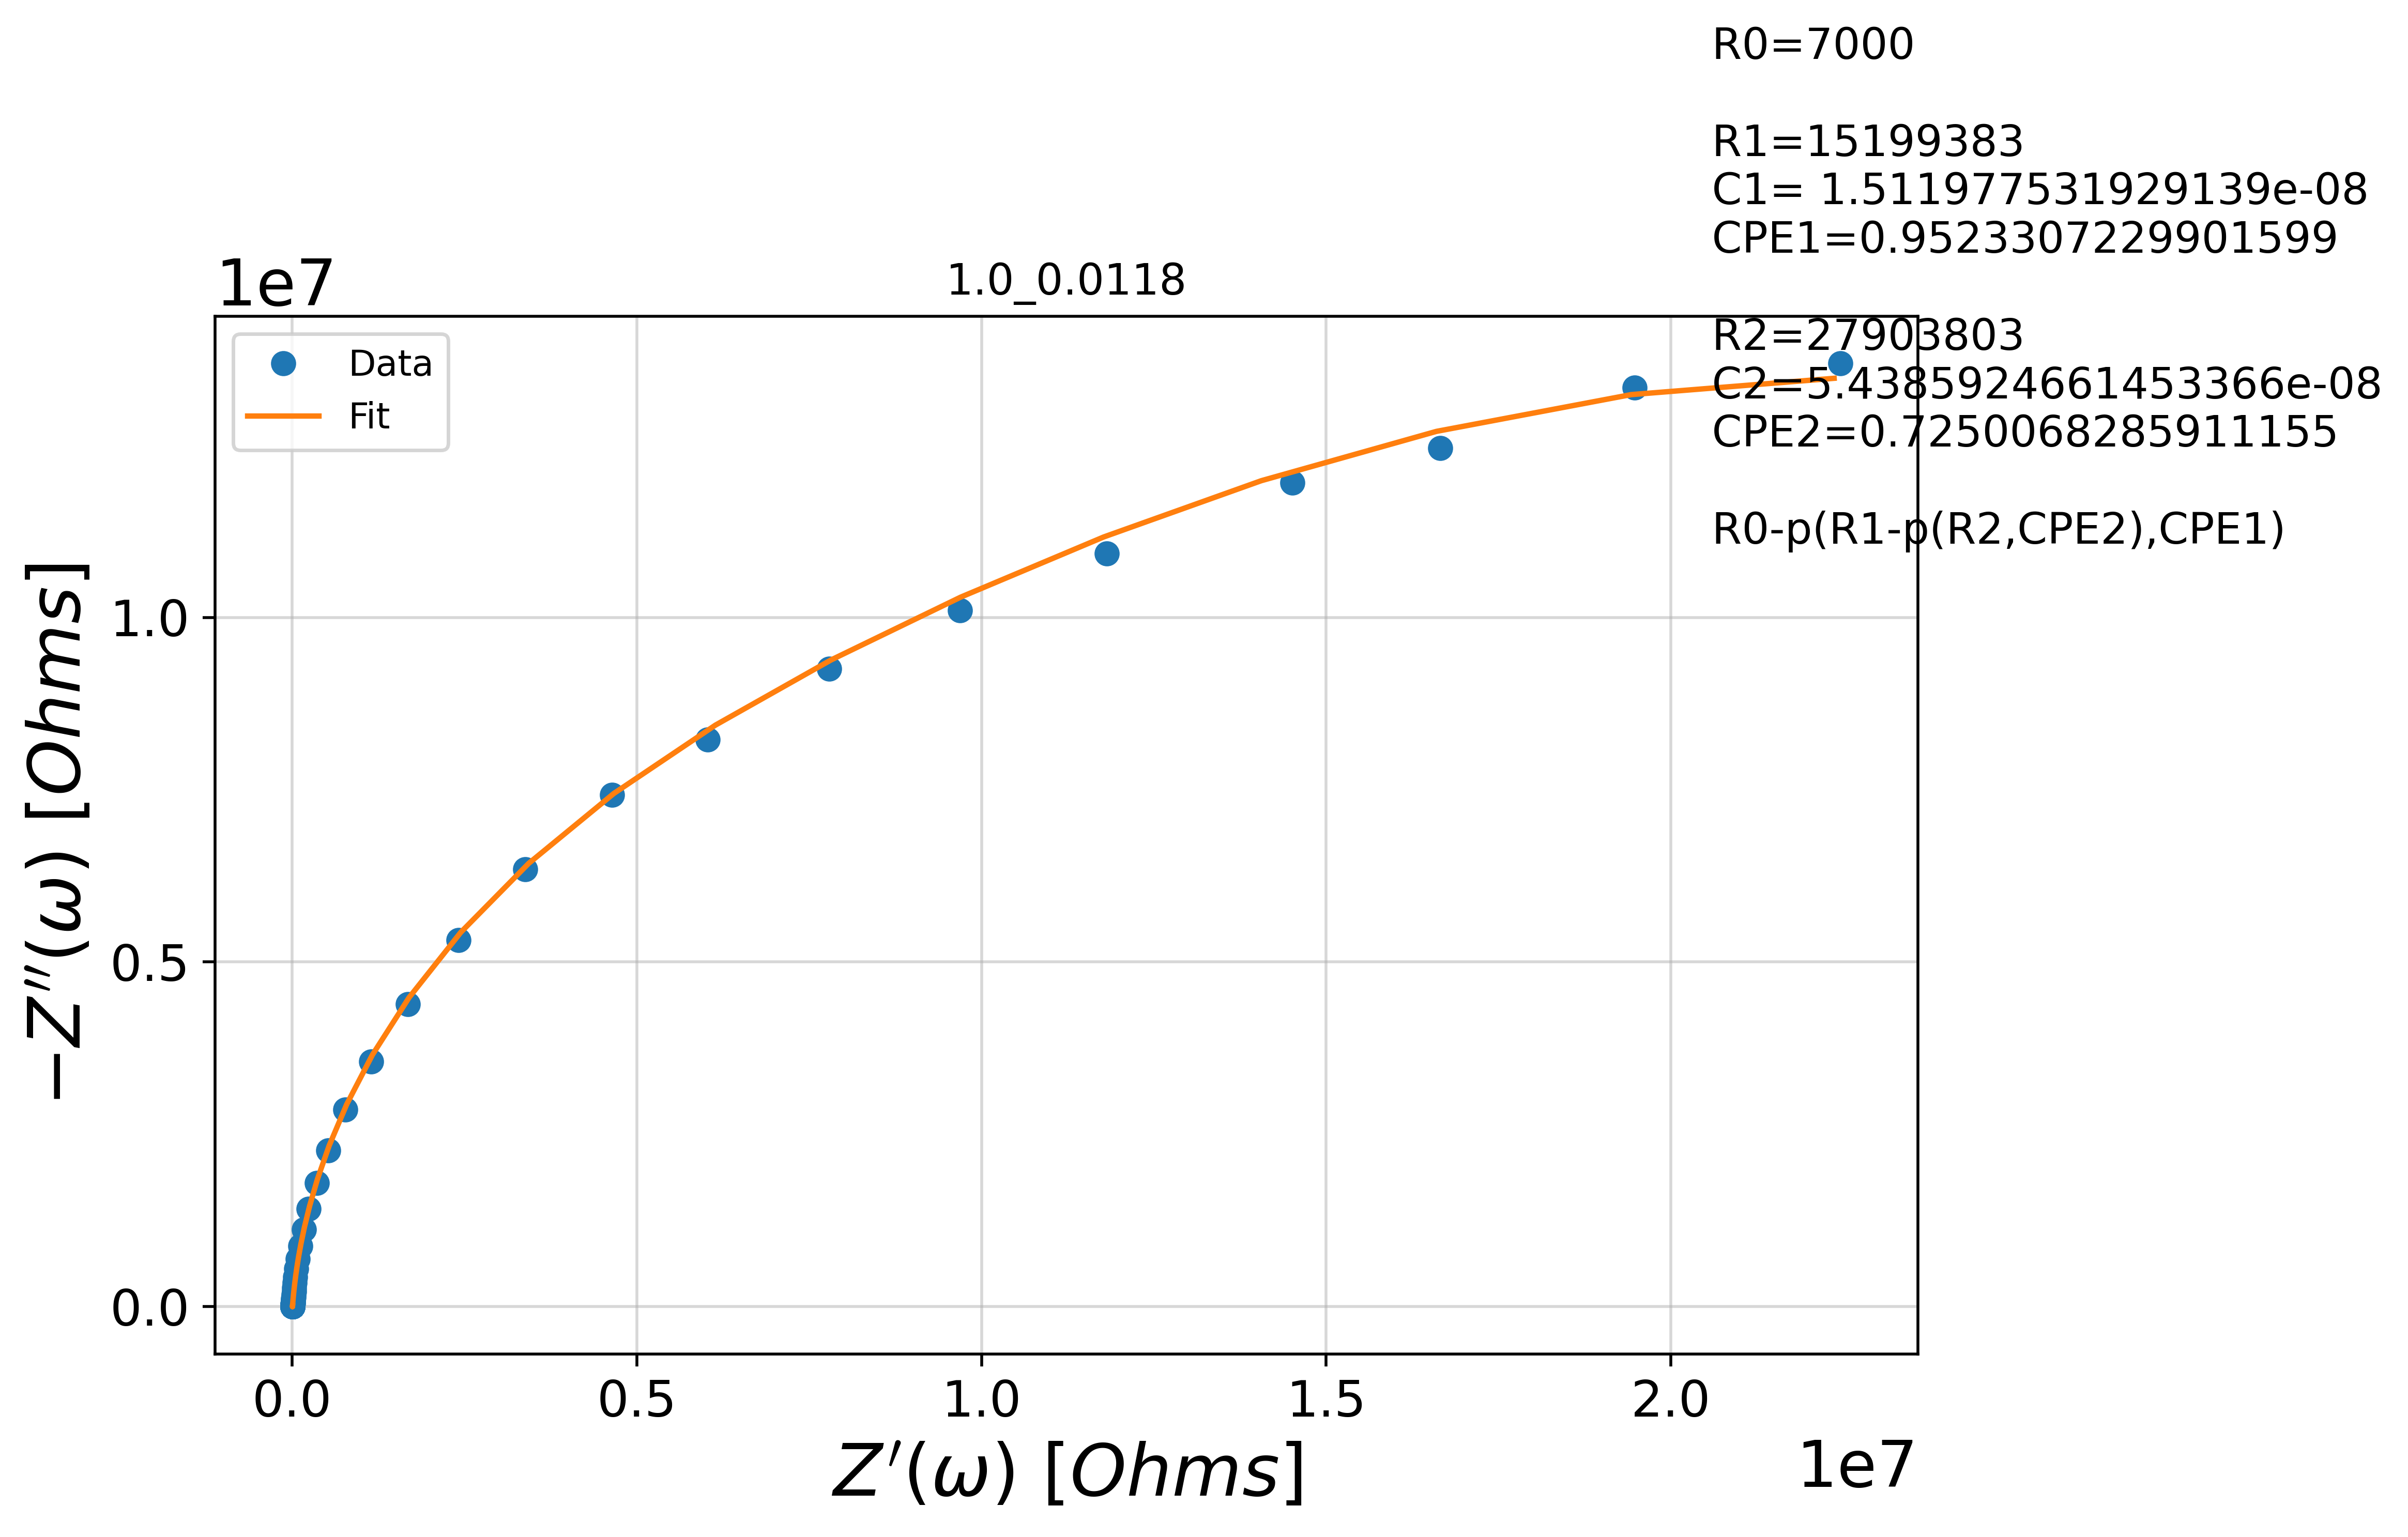 R0=7000
R1=15199383
C1= 1.511977531929139e-08
CPE1=0.9523307229901599
1e7
1.0_0.0118
R2=27903803
C2=5.4385924661453366e-08
CPE2=0.7250068285911155
R0-p(R1-p(R2,CPE2),CPE1)
Data
Fit
−Z′′(ω) [Ohms]
1.0
0.5
0.0
0.0 0.5 1.0 1.5 2.0
Z′(ω) [Ohms]
1e7